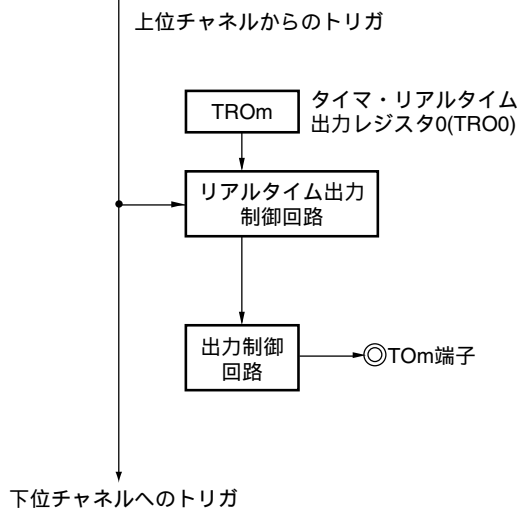 上位チャネルからのトリガ
TROm
タイマ・リアルタイム
出力レジスタ0(TRO0)
リアルタイム出力
制御回路
出力制御
回路
TOm端子
下位チャネルへのトリガ